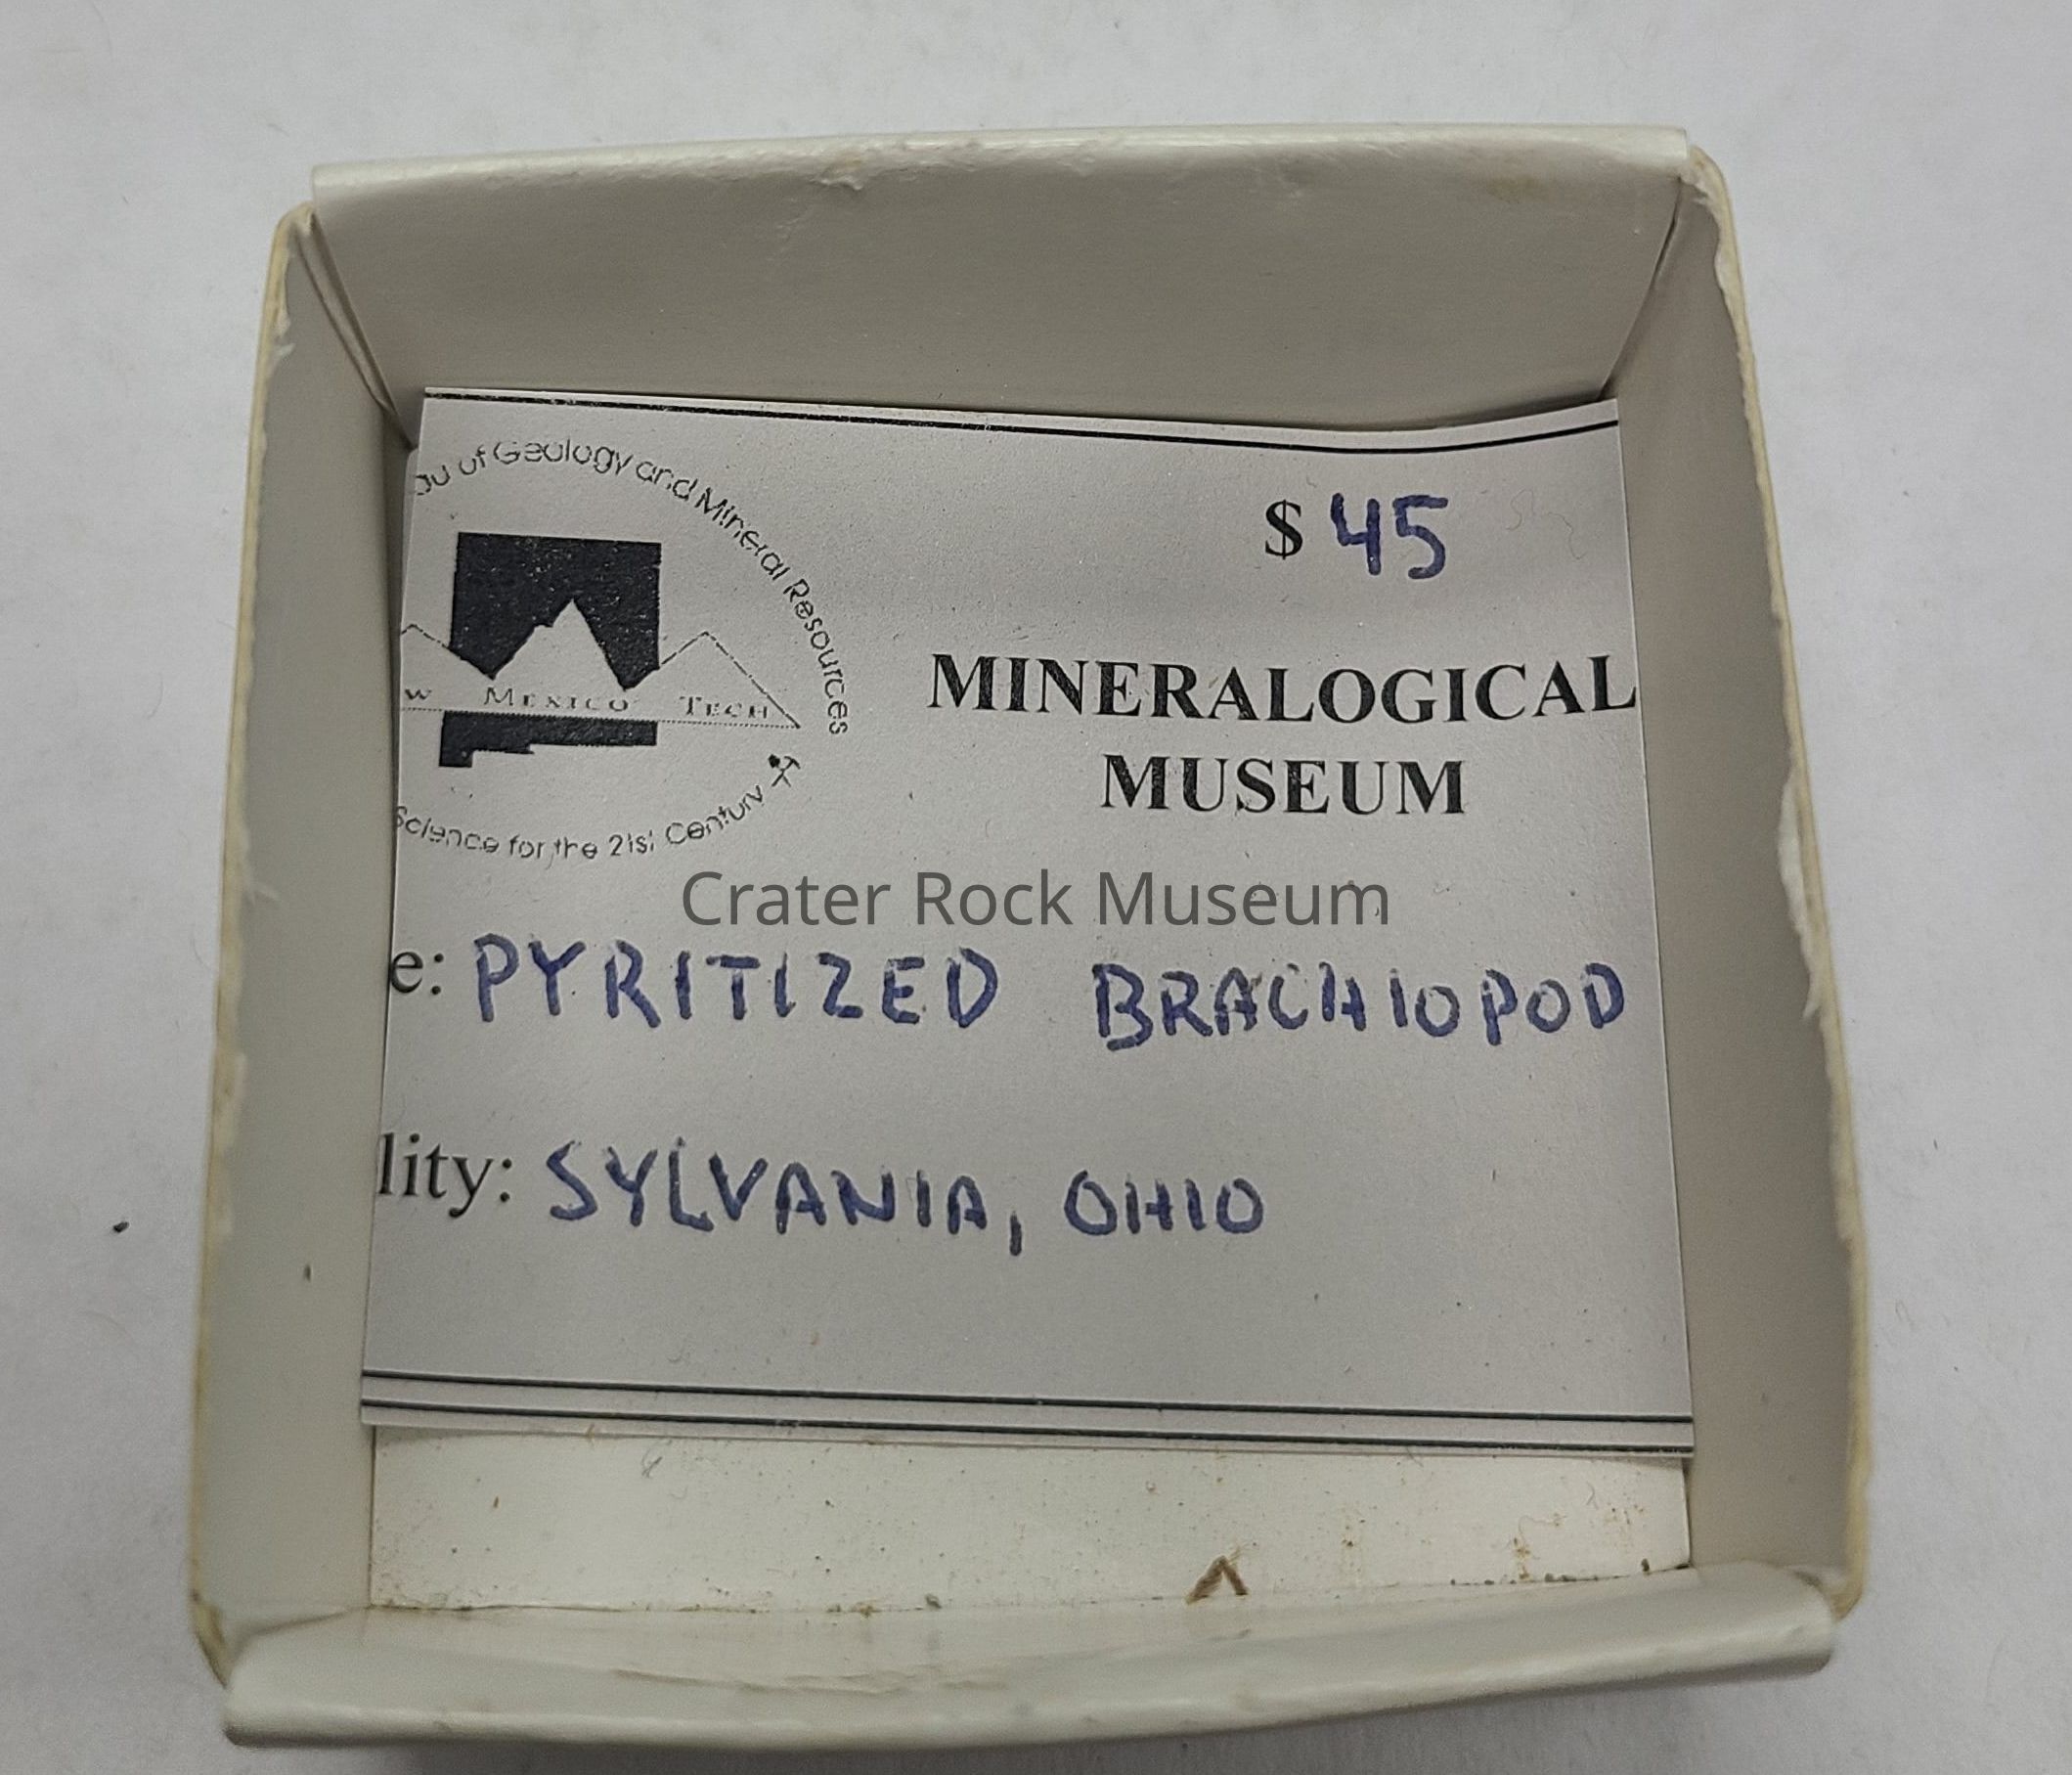 of Geology and Mineral Resources
$ 45
MEXICO TECH
MINERALOGICAL
MUSEUM
Science for the 21st Century
Crater Rock Museum
e: PYRITIZED BRACHIOPOD
lity: SYLVANIA, OHIO